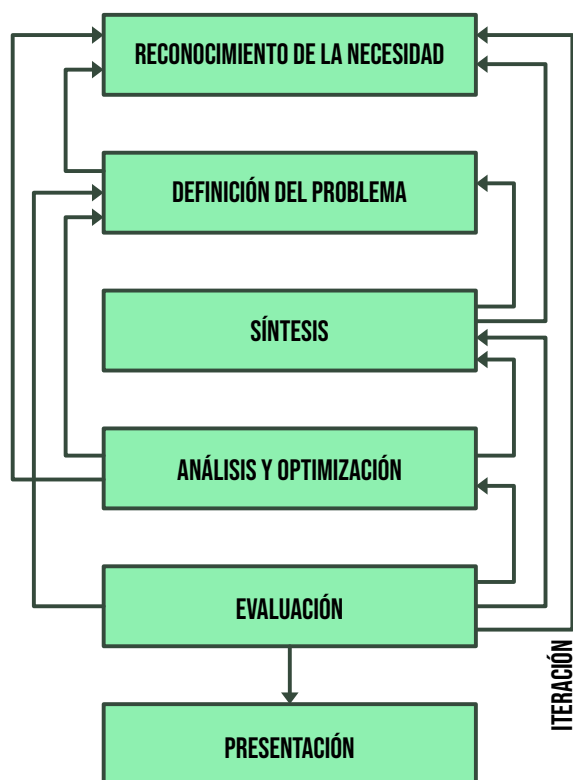 RECONOCIMIENTO DE LA NECESIDAD
DEFINICIÓN DEL PROBLEMA
SÍNTESIS
ANÁLISIS Y OPTIMIZACIÓN
EVALUACIÓN
ITERACIÓN
PRESENTACIÓN